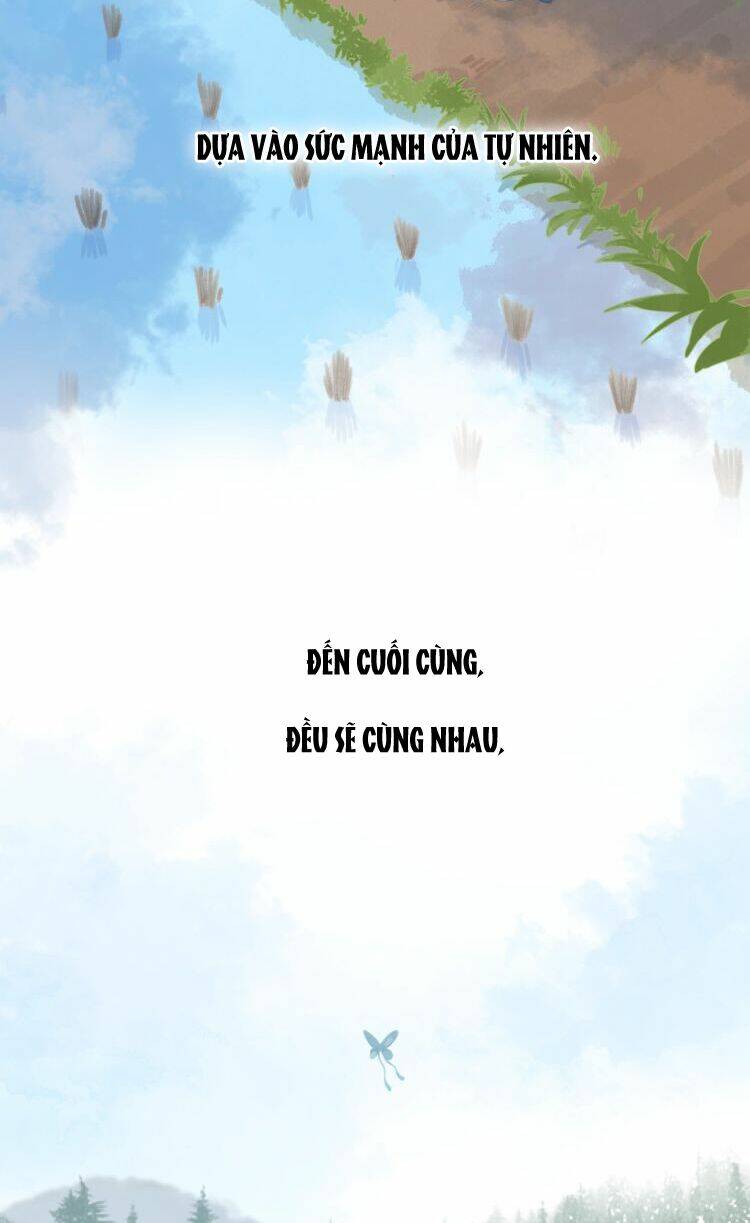 DỰA VÀO SỨC MẠNH CỦA TỰ NHIÊN.
ĐẾN CUỐI CÙNG,
ĐỀU SẼ CÙNG NHAU,